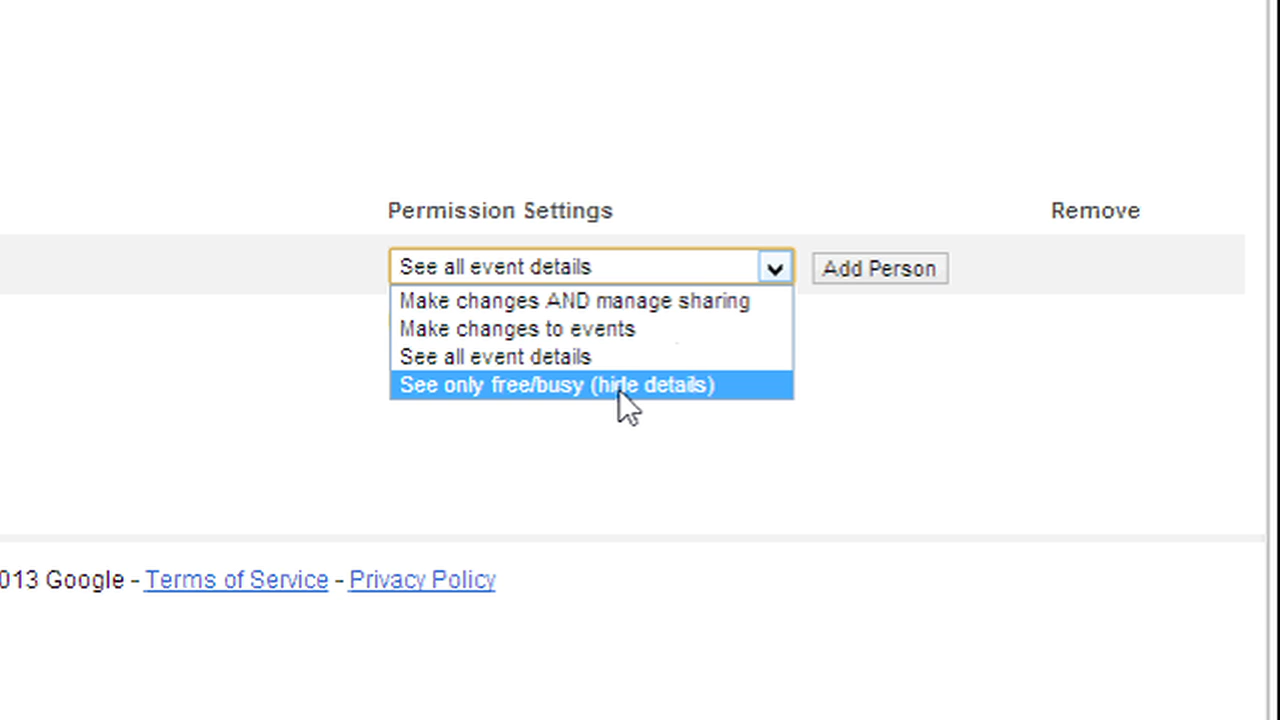 Permission Settings Remove
See all event details Add Person
Make changes AND manage sharing
Make changes to events
See all event details
See only free/busy (hide details)
013 Google - Terms of Service - Privacy Policy